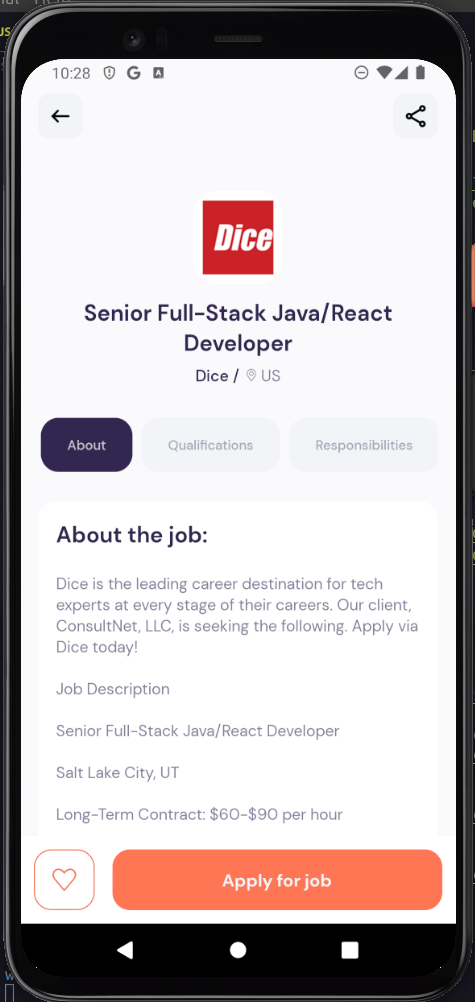 10:28
Dice
Senior Full-Stack Java/React
Developer
Dice / US
About
Qualifications
Responsibilities
About the job:
Dice is the leading career destination for tech
experts at every stage of their careers. Our client,
ConsultNet, LLC, is seeking the following. Apply via
Dice today!
Job Description
Senior Full-Stack Java/React Developer
Salt Lake City, UT
Long-Term Contract: $60-$90 per hour
Apply for job